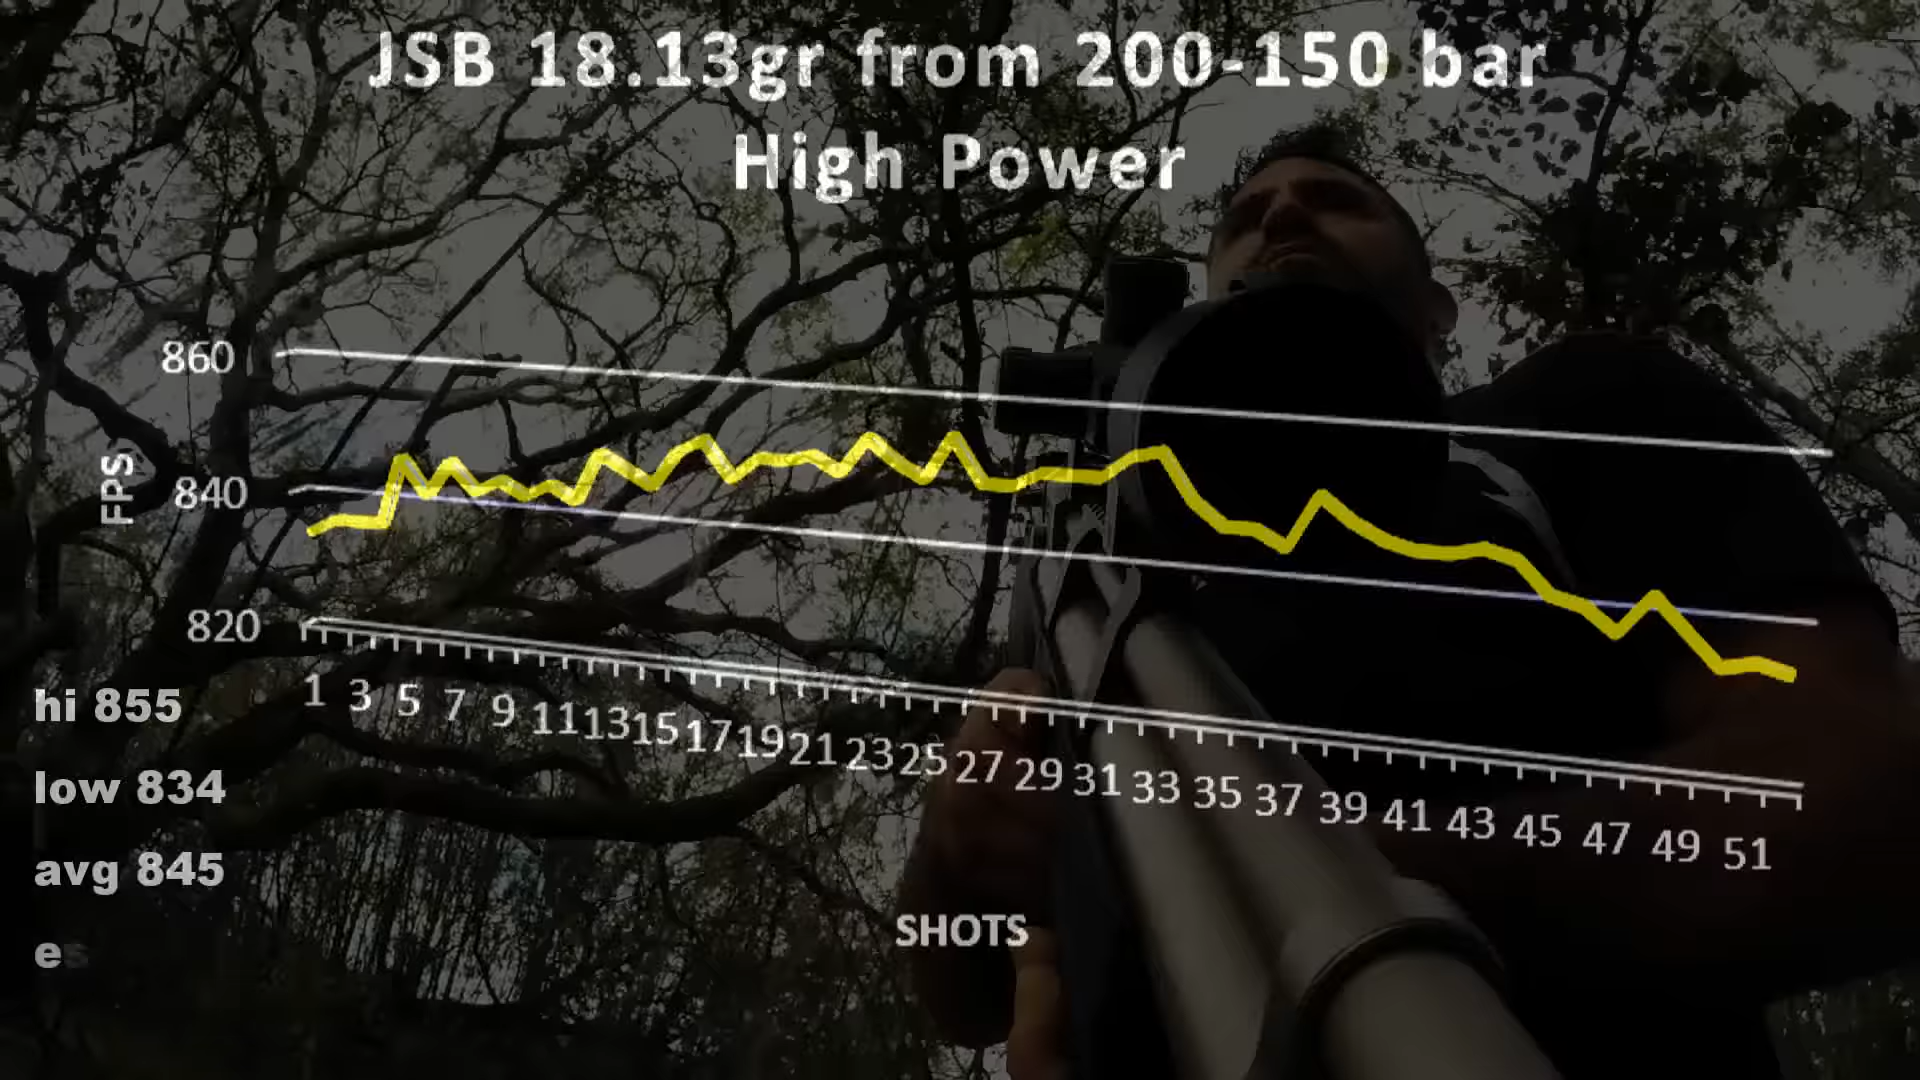 JSB 18.13gr from 200-150 bar
High Power
860
840
820
FPS
1 3 5 7 9 11 13 15 17 19 21 23 25 27 29 31 33 35 37 39 41 43 45 47 49 51
SHOTS
hi 855
low 834
avg 845
es